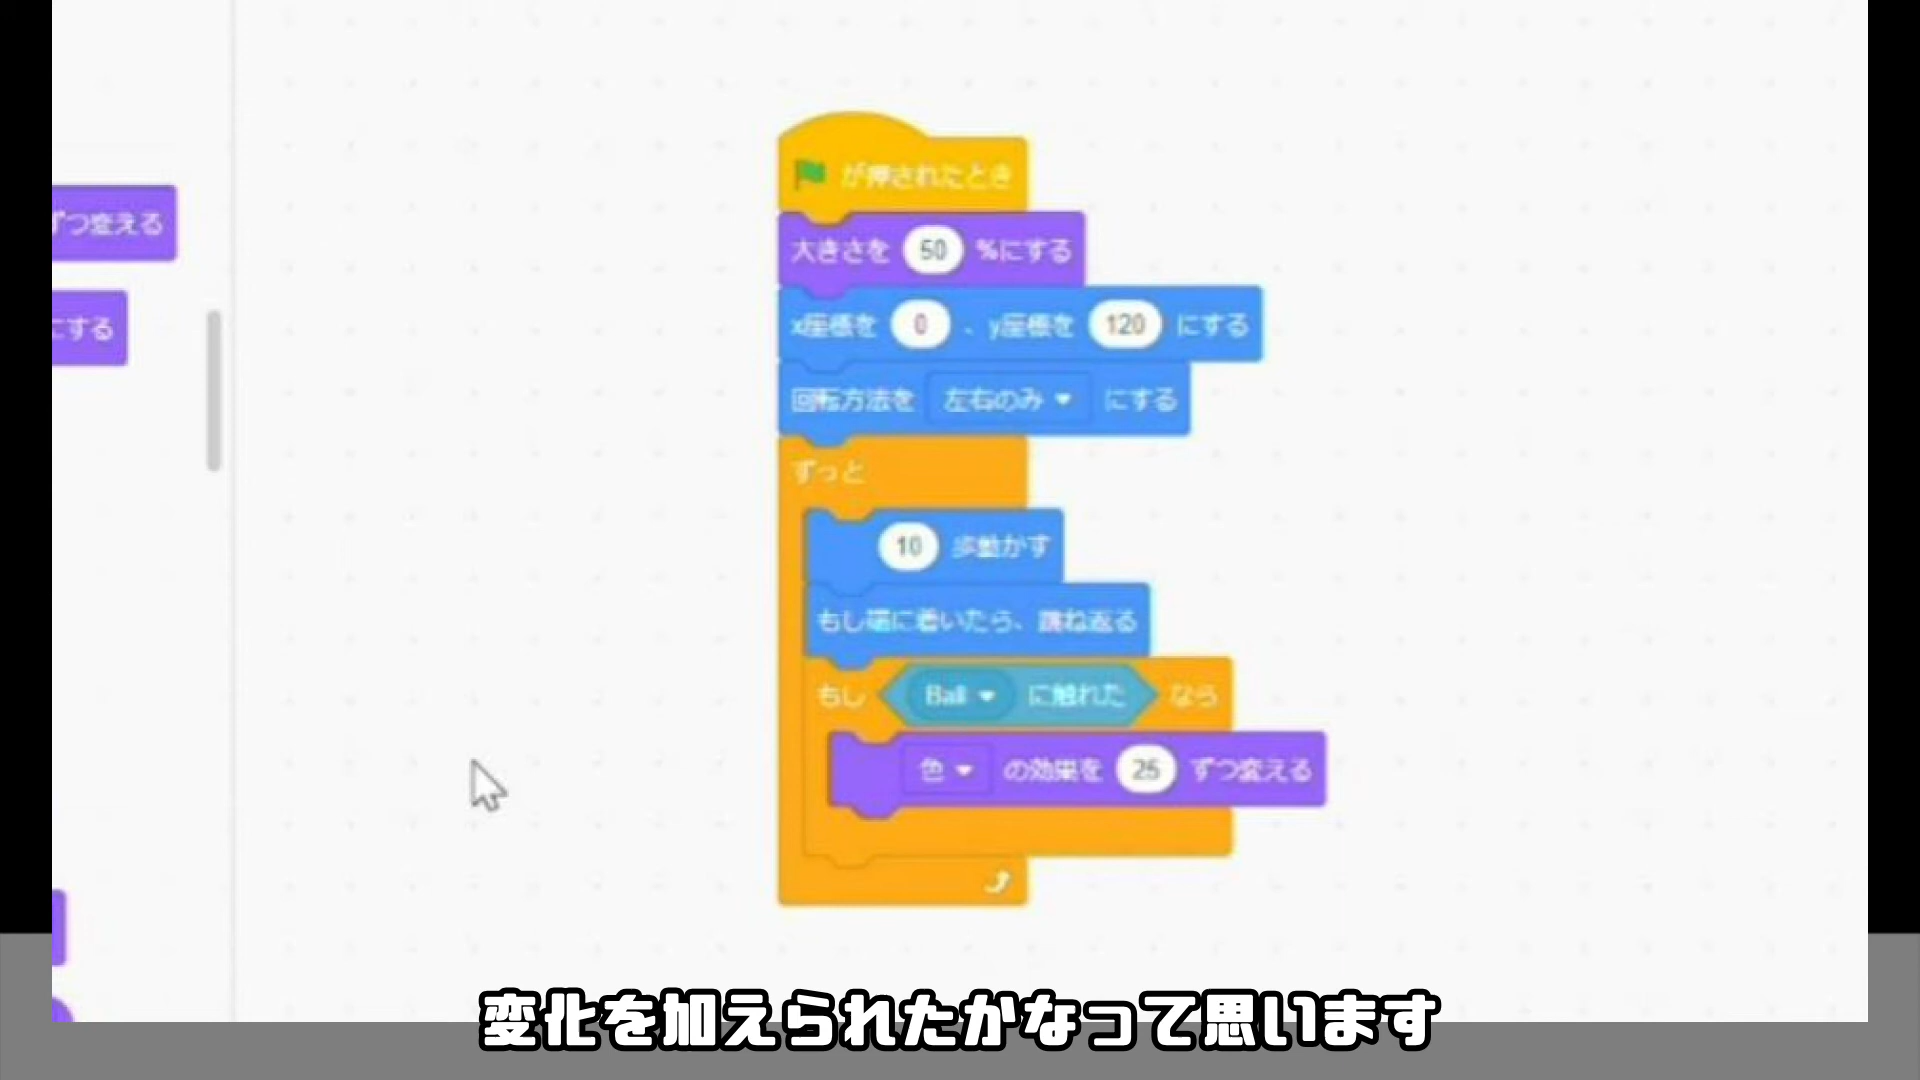 ずつ変える
にする
が押されたとき
大きさを 50 %にする
x座標を 0 、y座標を 120 にする
回転方法を 左右のみ にする
ずっと
10 歩動かす
もし端に着いたら、跳ね返る
もし Ball に触れた なら
色 の効果を 25 ずつ変える
変化を加えられたかなって思います